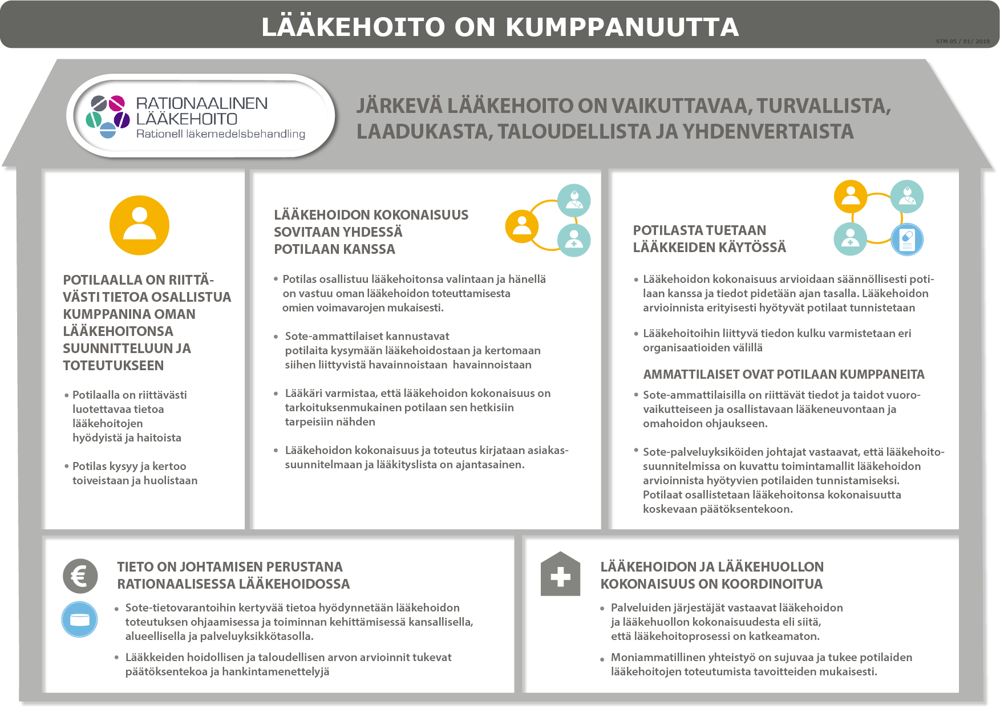 LÄÄKEHOITO ON KUMPPANUUTTA
STM 05 / 01/ 2018
RATIONAALINEN
LÄÄKEHOITO
Rationell läkemedelsbehandling
JÄRKEVÄ LÄÄKEHOITO ON VAIKUTTAVAA, TURVALLISTA,
LAADUKASTA, TALOUDELLISTA JA YHDENVERTAISTA
POTILAALLA ON RIITTÄ-
VÄSTI TIETOA OSALLISTUA
KUMPPANINA OMAN
LÄÄKEHOITONSA
SUUNNITTELUUN JA
TOTEUTUKSEEN
• Potilaalla on riittävästi
luotettavaa tietoa
lääkehoitojen
hyödyistä ja haitoista
• Potilas kysyy ja kertoo
toiveistaan ja huolistaan
LÄÄKEHOIDON KOKONAISUUS
SOVITAAN YHDESSÄ
POTILAAN KANSSA
• Potilas osallistuu lääkehoitonsa valintaan ja hänellä
on vastuu oman lääkehoidon toteuttamisesta
omien voimavarojen mukaisesti.
• Sote-ammattilaiset kannustavat
potilaita kysymään lääkehoidostaan ja kertomaan
siihen liittyvistä havainnoistaan  havainnoistaan
• Lääkäri varmistaa, että lääkehoidon kokonaisuus on
tarkoituksenmukainen potilaan sen hetkisiin
tarpeisiin nähden
• Lääkehoidon kokonaisuus ja toteutus kirjataan asiakas-
suunnitelmaan ja lääkityslista on ajantasainen.
POTILASTA TUETAAN
LÄÄKKEIDEN KÄYTÖSSÄ
• Lääkehoidon kokonaisuus arvioidaan säännöllisesti poti-
laan kanssa ja tiedot pidetään ajan tasalla. Lääkehoidon
arvioinnista erityisesti hyötyvät potilaat tunnistetaan
• Lääkehoitoihin liittyvä tiedon kulku varmistetaan eri
organisaatioiden välillä
AMMATTILAISET OVAT POTILAAN KUMPPANEITA
• Sote-ammattilaisilla on riittävät tiedot ja taidot vuoro-
vaikutteiseen ja osallistavaan lääkeneuvontaan ja
omahoidon ohjaukseen.
• Sote-palveluyksiköiden johtajat vastaavat, että lääkehoito-
suunnitelmissa on kuvattu toimintamallit lääkehoidon
arvioinnista hyötyvien potilaiden tunnistamiseksi.
Potilaat osallistetaan lääkehoitonsa kokonaisuutta
koskevaan päätöksentekoon.
€
TIETO ON JOHTAMISEN PERUSTANA
RATIONAALISESSA LÄÄKEHOIDOSSA
• Sote-tietovarantoihin kertyvää tietoa hyödynnetään lääkehoidon
toteutuksen ohjaamisessa ja toiminnan kehittämisessä kansallisella,
alueellisella ja palveluyksikkötasolla.
• Lääkkeiden hoidollisen ja taloudellisen arvon arvioinnit tukevat
päätöksentekoa ja hankintamenettelyjä
LÄÄKEHOIDON JA LÄÄKEHUOLLON
KOKONAISUUS ON KOORDINOITUA
• Palveluiden järjestäjät vastaavat lääkehoidon
ja lääkehuollon kokonaisuudesta eli siitä,
että lääkehoitoprosessi on katkeamaton.
• Moniammatillinen yhteistyö on sujuvaa ja tukee potilaiden
lääkehoitojen toteutumista tavoitteiden mukaisesti.